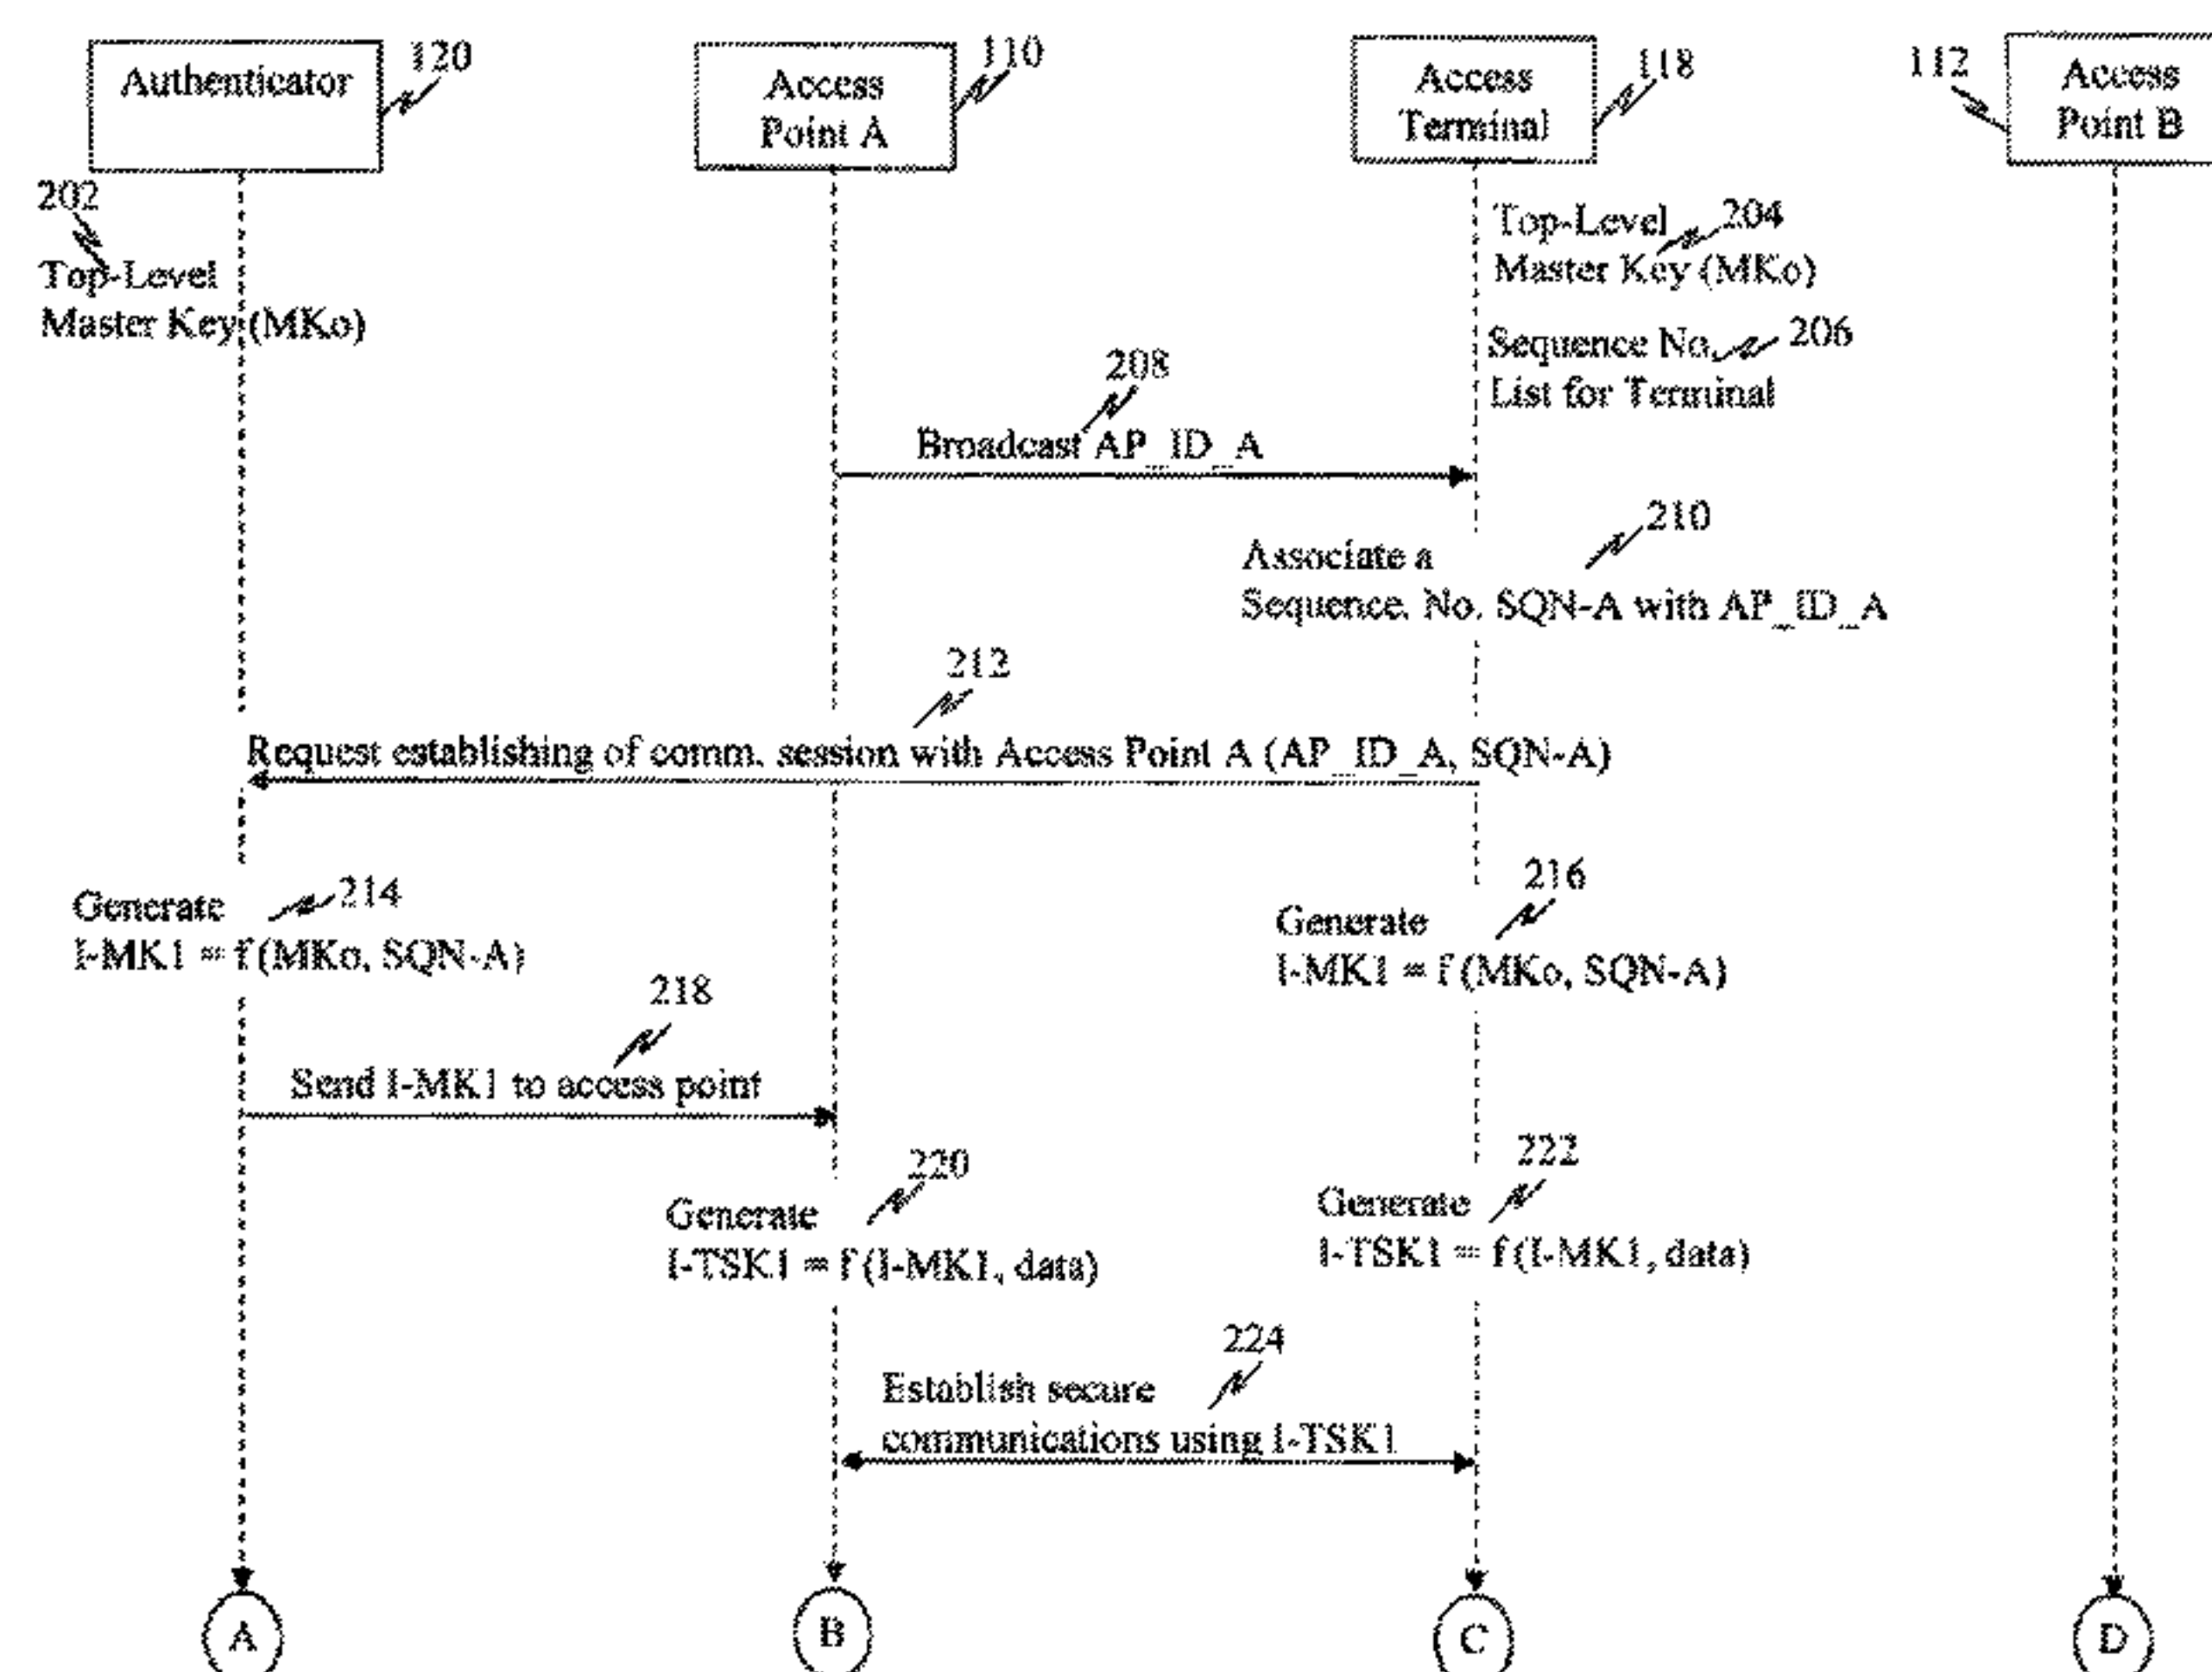 Authenticator
120
Access
Point A
110
Access
Terminal
118
112
Access
Point B
202
Top-Level
Master Key (MKo)
Top-Level
Master Key (MKo)
204
Sequence No.
List for Terminal
206
208
Broadcast AP_ID_A
210
Associate a
Sequence. No. SQN-A with AP_ID_A
212
Request establishing of comm. session with Access Point A (AP_ID_A, SQN-A)
214
Generate
I-MK1 = f (MKo, SQN-A)
216
Generate
I-MK1 = f (MKo, SQN-A)
218
Send I-MK1 to access point
220
Generate
I-TSK1 = f (I-MK1, data)
222
Generate
I-TSK1 = f (I-MK1, data)
224
Establish secure
communications using I-TSK1
A
B
C
D